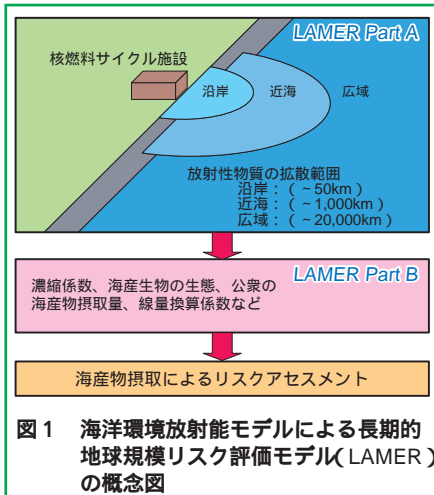 LAMER Part A
核燃料サイクル施設
沿岸 近海 広域
放射性物質の拡散範囲
沿岸：（~50km）
近海：（~1,000km）
広域：（~20,000km）
LAMER Part B
濃縮係数、海産生物の生態、公衆の
海産物摂取量、線量換算係数など
海産物摂取によるリスクアセスメント
図1 海洋環境放射能モデルによる長期的
地球規模リスク評価モデル（LAMER）
の概念図